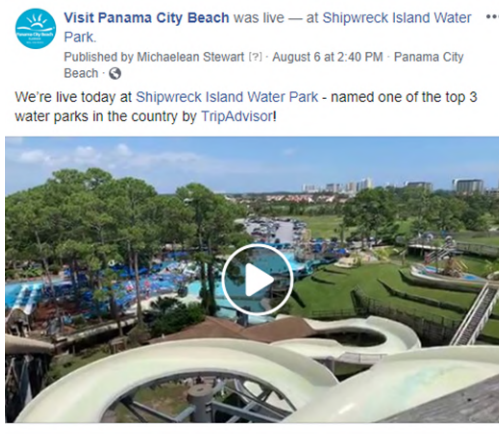 Visit Panama City Beach was live — at Shipwreck Island Water
Park.
Published by Michaelean Stewart [?] · August 6 at 2:40 PM · Panama City
Beach ·
We're live today at Shipwreck Island Water Park - named one of the top 3
water parks in the country by TripAdvisor!